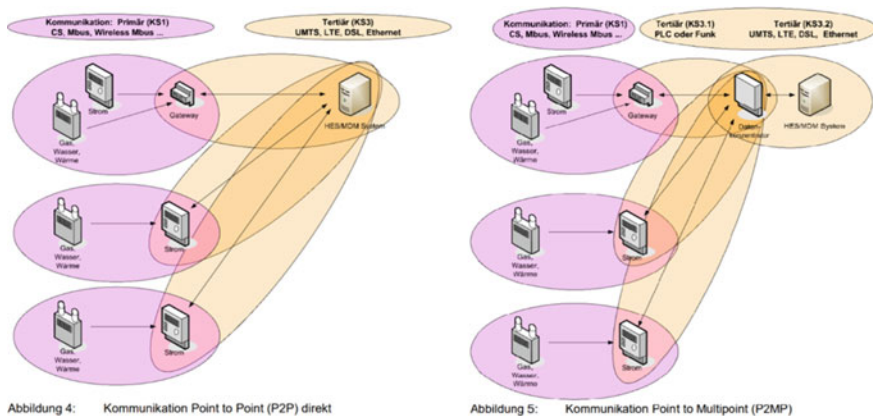 Kommunikation: Primär (KS1)
CS, Mbus, Wireless Mbus ...
Tertiär (KS3)
UMTS, LTE, DSL, Ethernet
Strom
Gateway
HES/MDM System
Gas,
Wasser,
Wärme
Gas,
Wasser,
Wärme
Strom
Gas,
Wasser,
Wärme
Strom
Abbildung 4: Kommunikation Point to Point (P2P) direkt
Kommunikation: Primär (KS1)
CS, Mbus, Wireless Mbus ...
Tertiär (KS3.1)
PLC oder Funk
Tertiär (KS3.2)
UMTS, LTE, DSL, Ethernet
Strom
Gateway
Daten-
konzentrator
HES/MDM System
Gas,
Wasser,
Wärme
Gas,
Wasser,
Wärme
Strom
Gas,
Wasser,
Wärme
Strom
Abbildung 5: Kommunikation Point to Multipoint (P2MP)